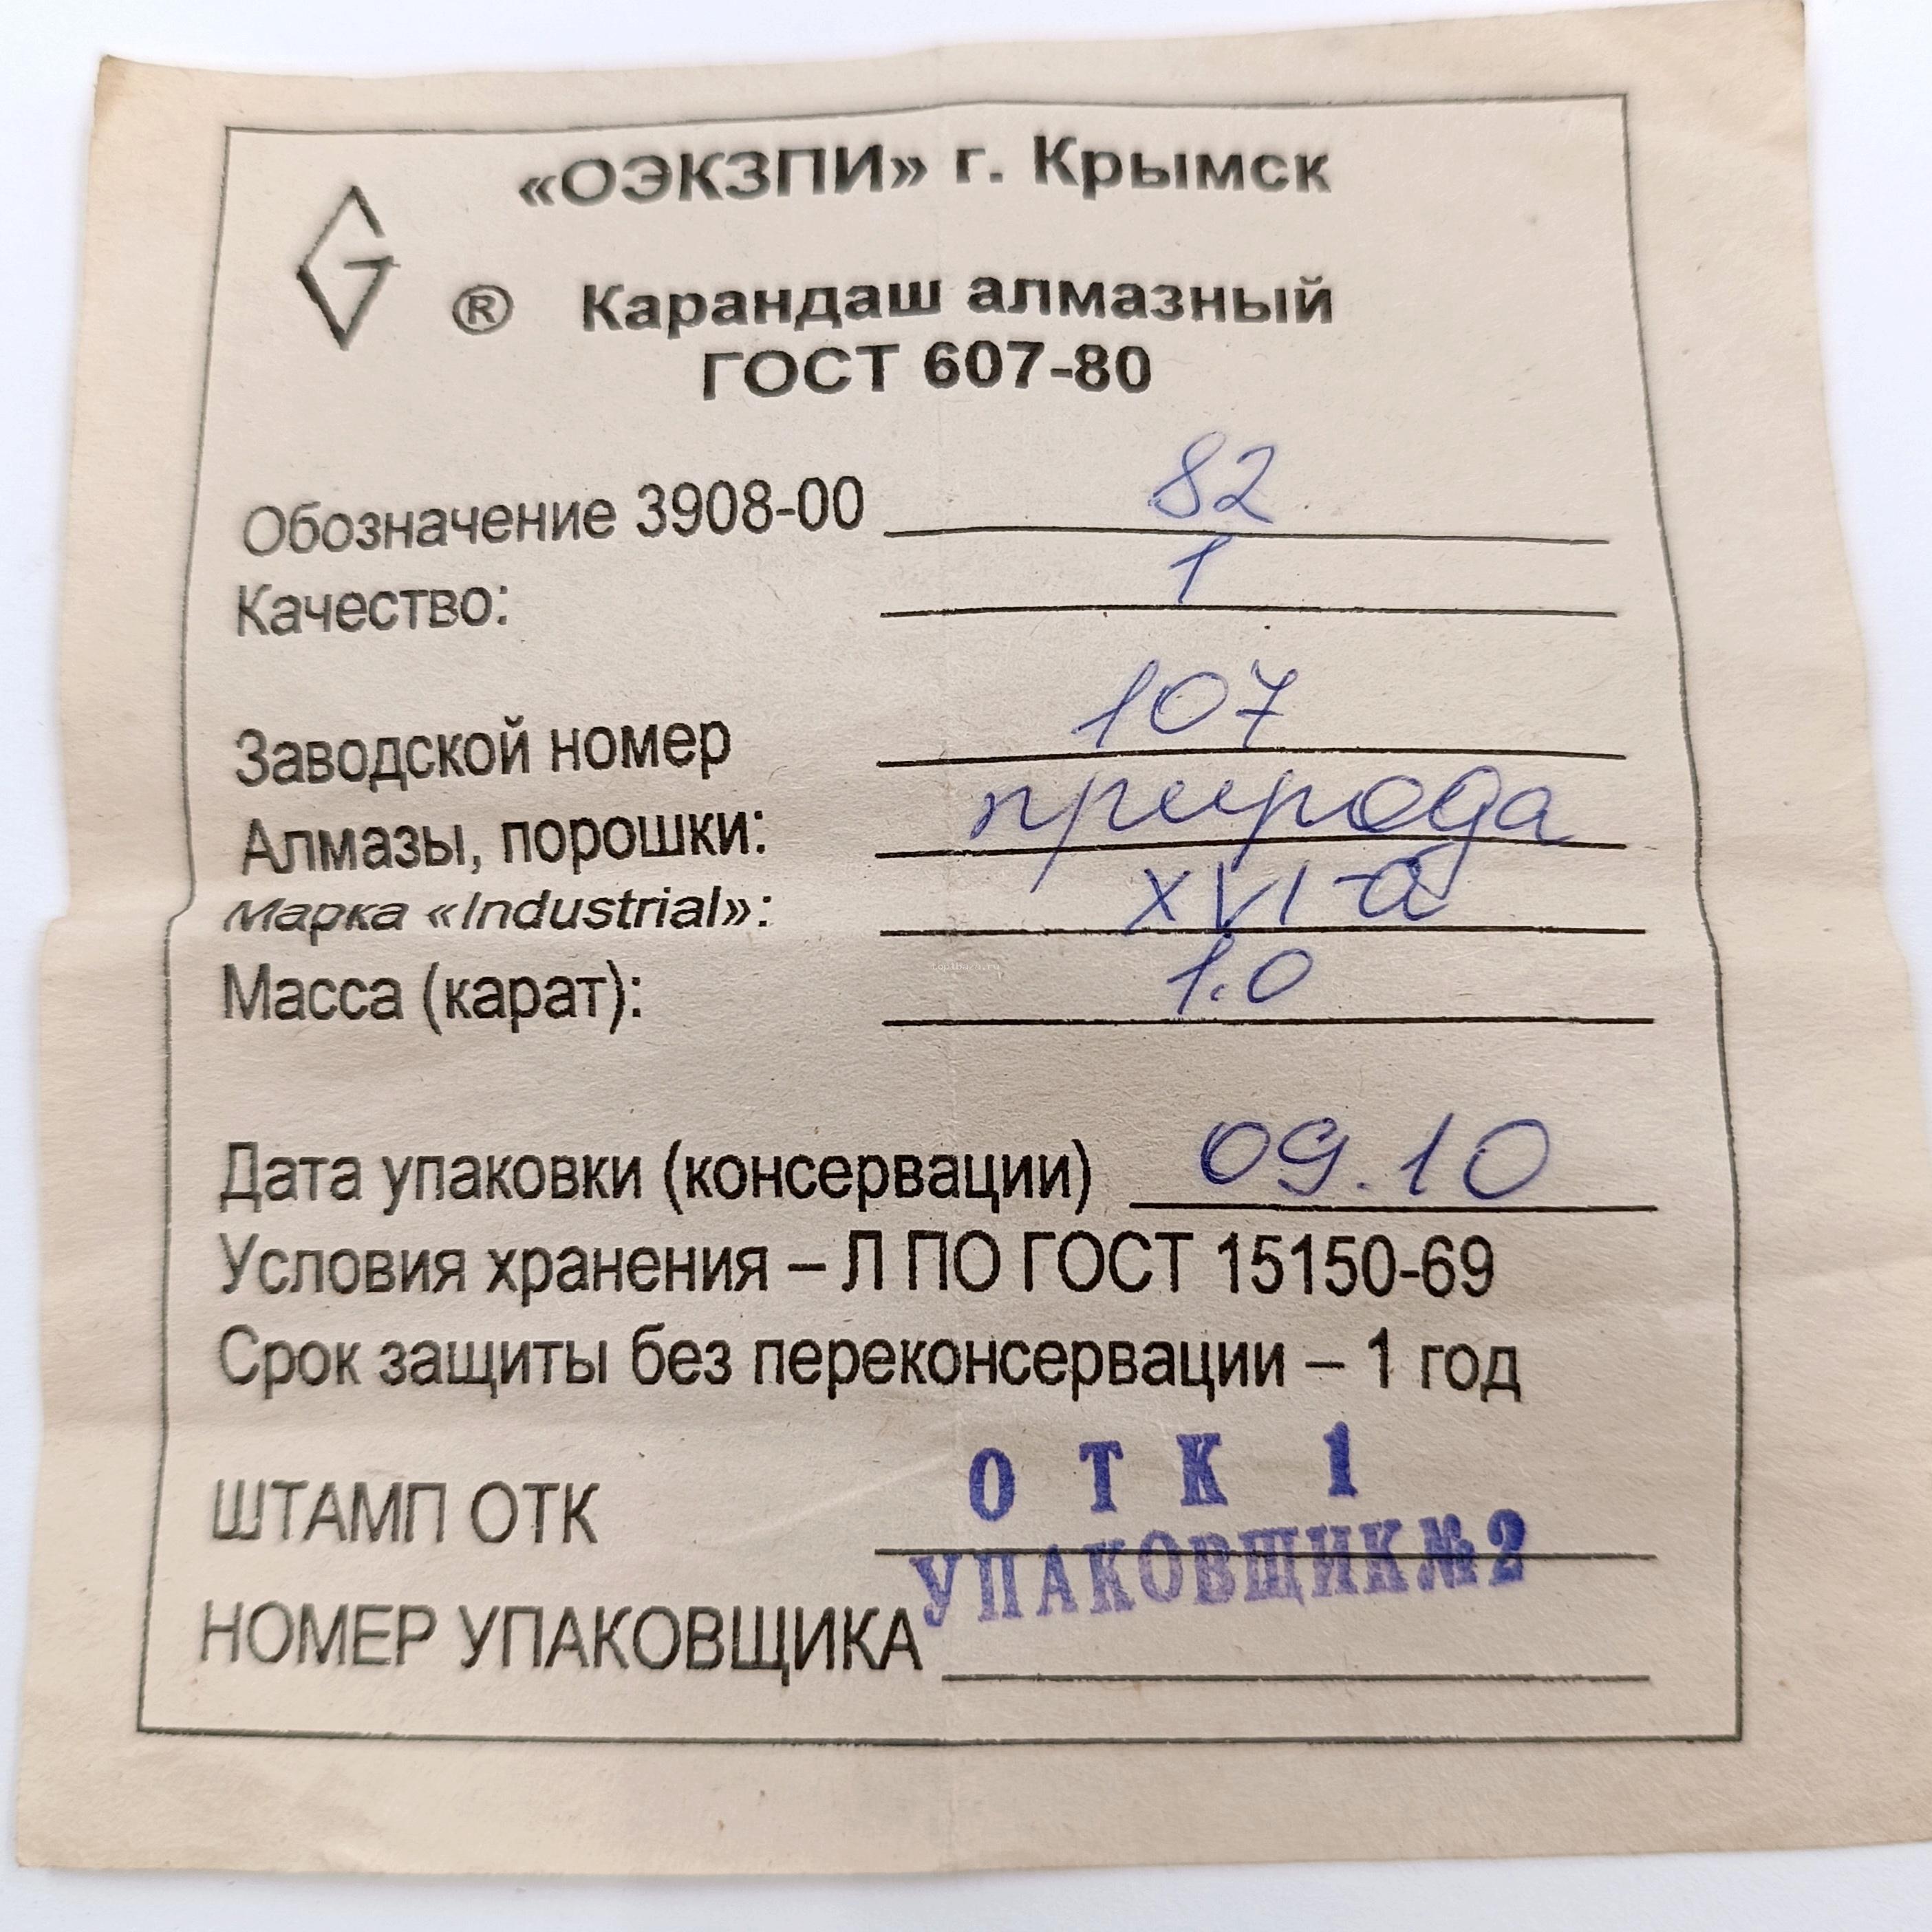 «ОЭКЗПИ» г. Крымск
G ® Карандаш алмазный
ГОСТ 607-80
Обозначение 3908-00 82
Качество: 1
Заводской номер 107
Алмазы, порошки: природа
Марка «Industrial»: XVI-а
Масса (карат): 1.0
Дата упаковки (консервации) 09.10
Условия хранения – Л ПО ГОСТ 15150-69
Срок защиты без переконсервации – 1 год
ШТАМП ОТК ОТК 1
УПАКОВЩИК № 2
НОМЕР УПАКОВЩИКА